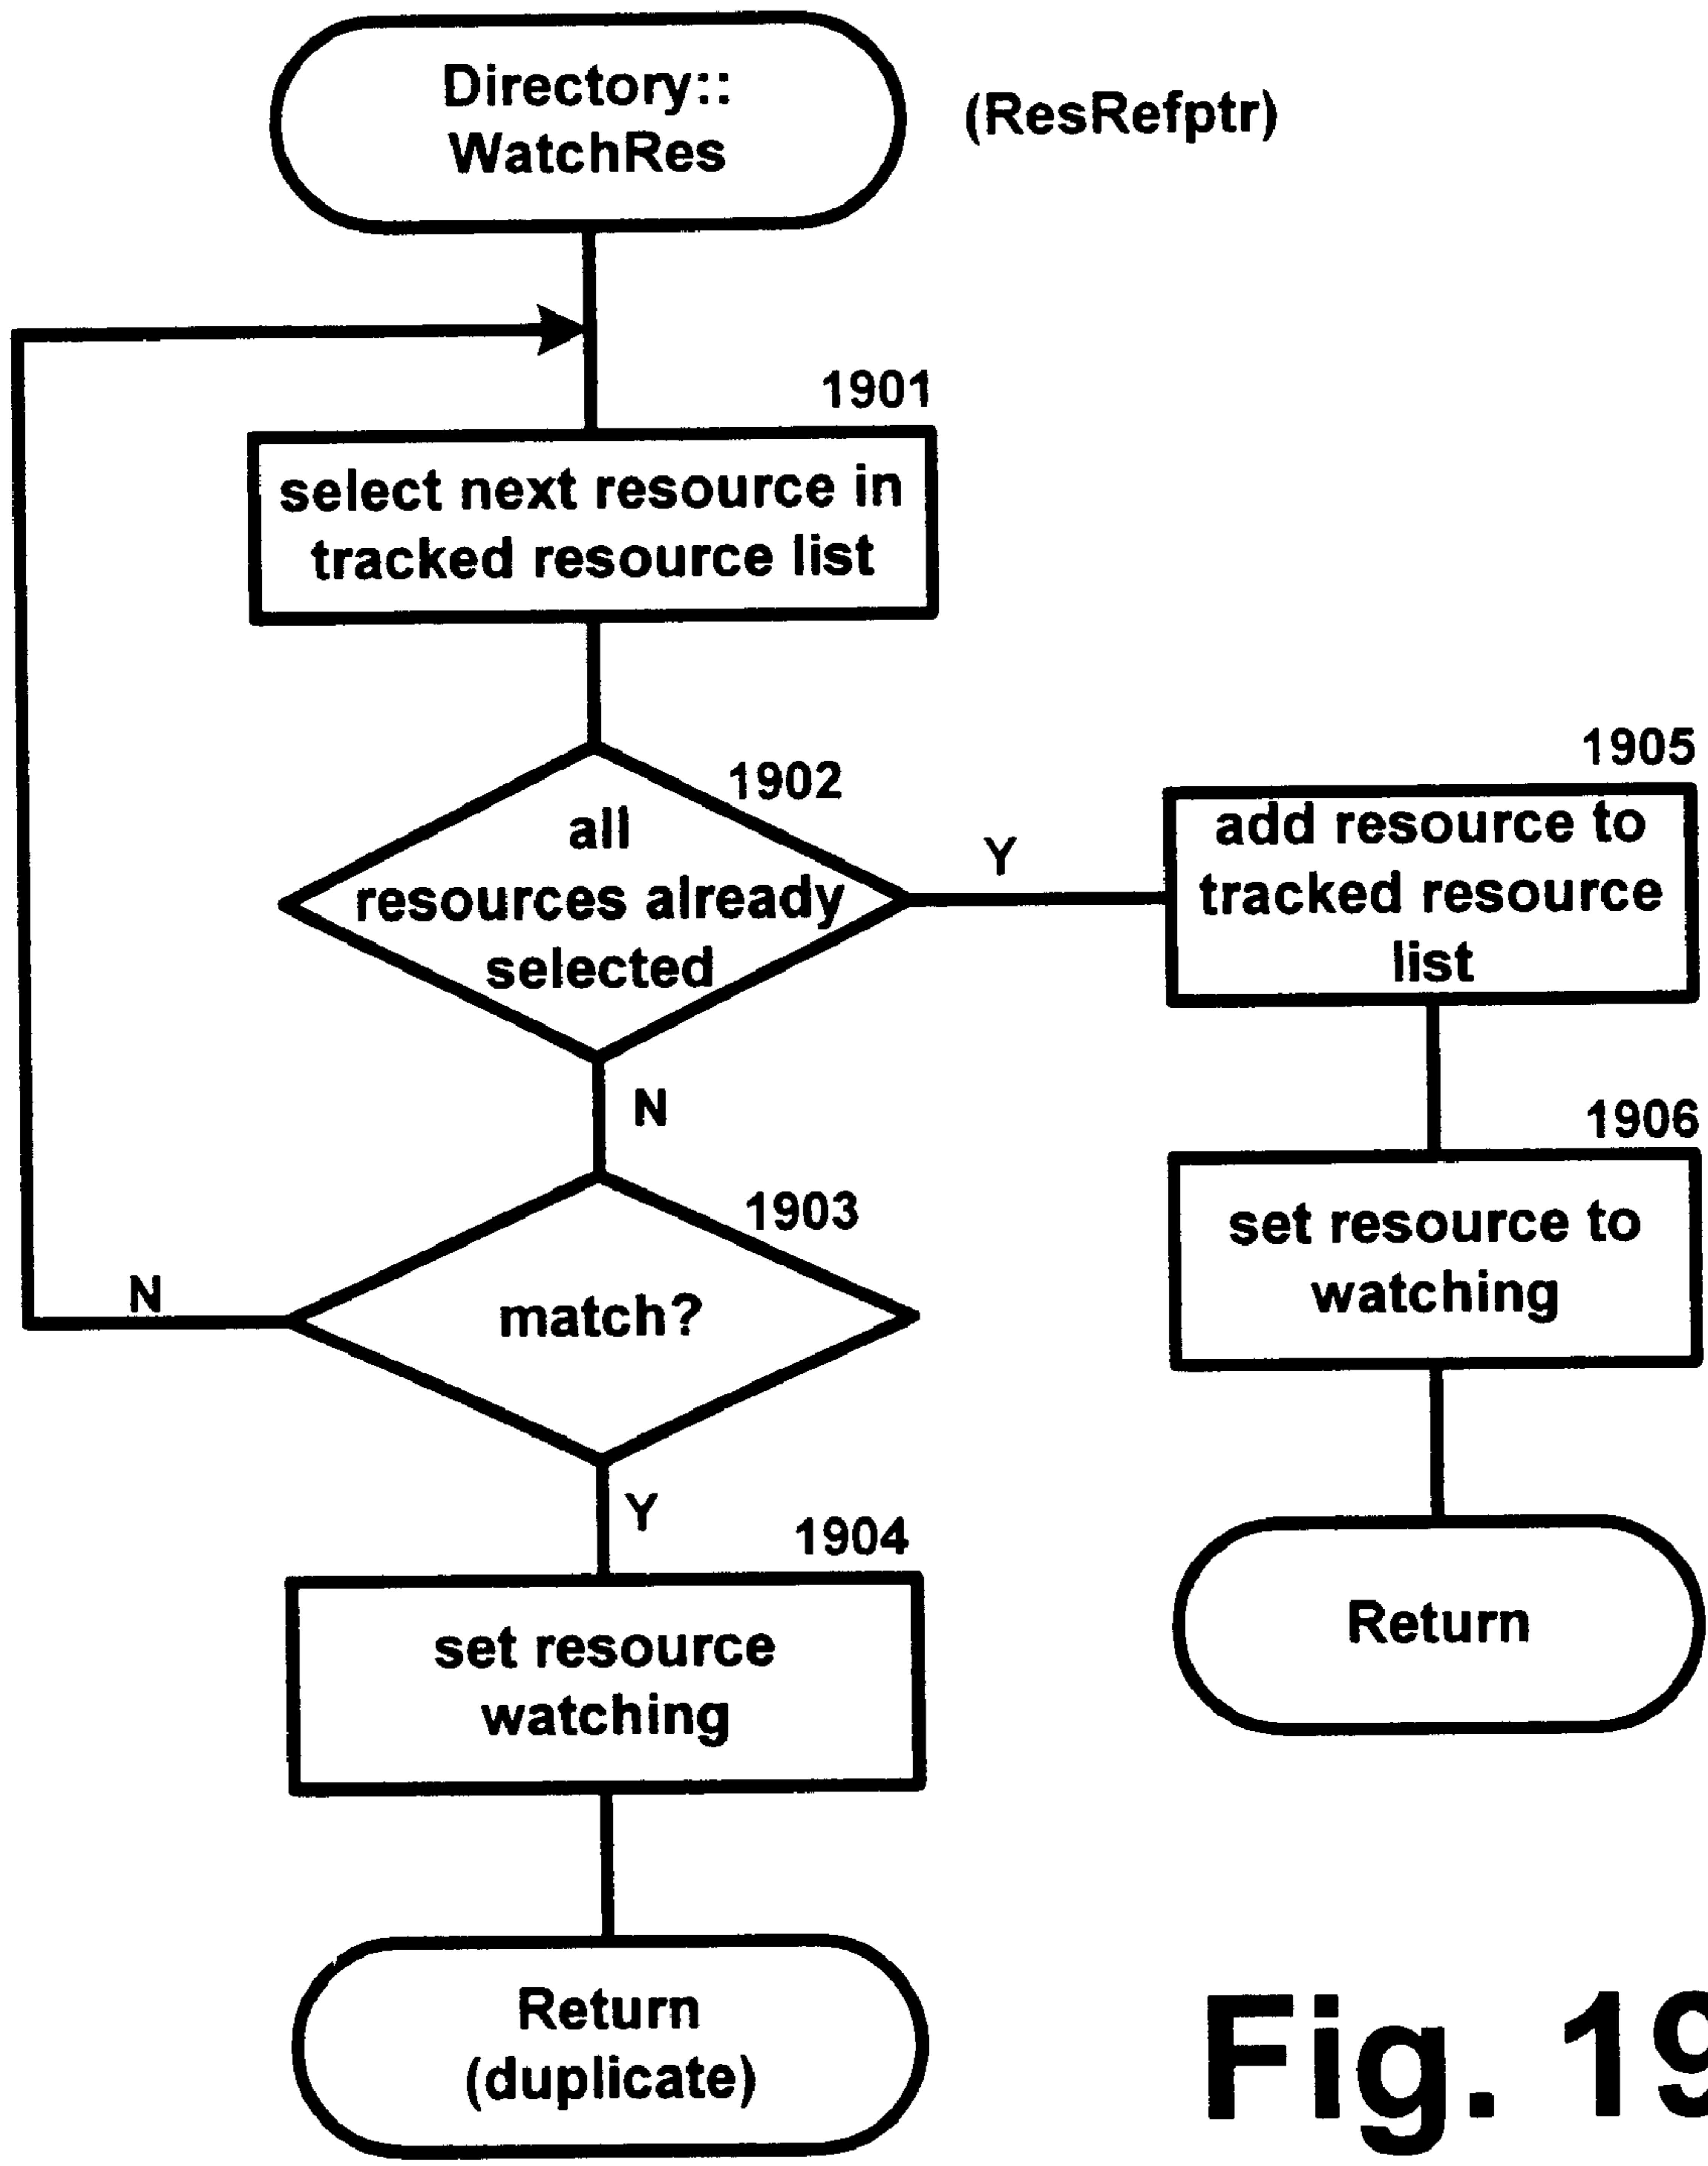 Directory::
WatchRes
(ResRefptr)
1901
select next resource in
tracked resource list
1902
all
resources already
selected
Y
1905
add resource to
tracked resource
list
N
1906
set resource to
watching
1903
match?
N
Y
1904
set resource
watching
Return
Return
(duplicate)
Fig. 19